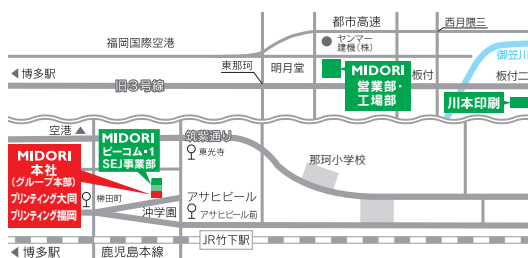 都市高速
西月隈三
福岡国際空港
ヤンマー
建機(株)
御笠川
東那珂
明月堂
MIDORI
営業部・
工場部
板付
板付二
◀博多駅
旧3号線
川本印刷
空港▲
MIDORI
ビーコム・1
SEJ事業部
筑紫通り
東光寺
那珂小学校
MIDORI
本社
(グループ本部)
プリンティング大同
プリンティング福岡
榊田町
沖学園
アサヒビール
アサヒビール前
JR竹下駅
◀博多駅
鹿児島本線